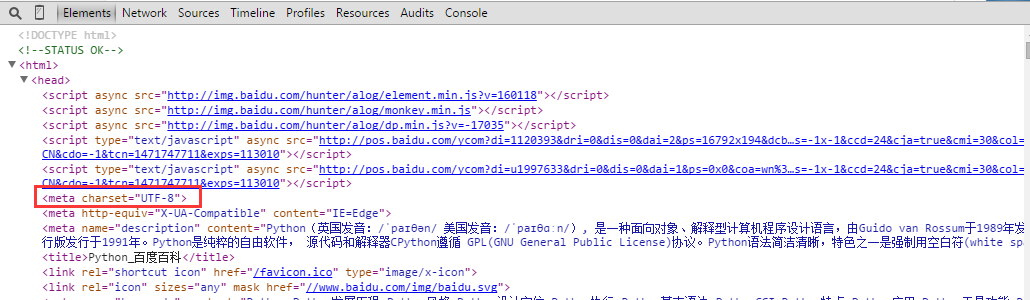 Elements Network Sources Timeline Profiles Resources Audits Console
<!DOCTYPE html>
<!--STATUS OK-->
<html>
<head>
<script async src="http://img.baidu.com/hunter/alog/element.min.js?v=160118"></script>
<script async src="http://img.baidu.com/hunter/alog/monkey.min.js"></script>
<script async src="http://img.baidu.com/hunter/alog/dp.min.js?v=-17035"></script>
<script type="text/javascript" async src="http://pos.baidu.com/ycom?di=1120393&dri=0&dis=0&dai=2&ps=16792x194&dcb…s=-1x-1&ccd=24&cja=true&cmi=30&col=
CN&cdo=-1&tcn=1471747711&exps=113010"></script>
<script type="text/javascript" async src="http://pos.baidu.com/ycom?di=u1997633&dri=0&dis=0&dai=1&ps=0x0&coa=wn%3…s=-1x-1&ccd=24&cja=true&cmi=30&col=
CN&cdo=-1&tcn=1471747711&exps=113010"></script>
<meta charset="UTF-8">
<meta http-equiv="X-UA-Compatible" content="IE=Edge">
<meta name="description" content="Python（英国发音：/ˈpaɪθən/ 美国发音：/ˈpaɪθɑːn/）, 是一种面向对象、解释型计算机程序设计语言，由Guido van Rossum于1989年发
行版发行于1991年。Python是纯粹的自由软件， 源代码和解释器CPython遵循 GPL(GNU General Public License)协议。Python语法简洁清晰，特色之一是强制用空白符(white spa
<title>Python_百度百科</title>
<link rel="shortcut icon" href="/favicon.ico" type="image/x-icon">
<link rel="icon" sizes="any" mask href="//www.baidu.com/img/baidu.svg">